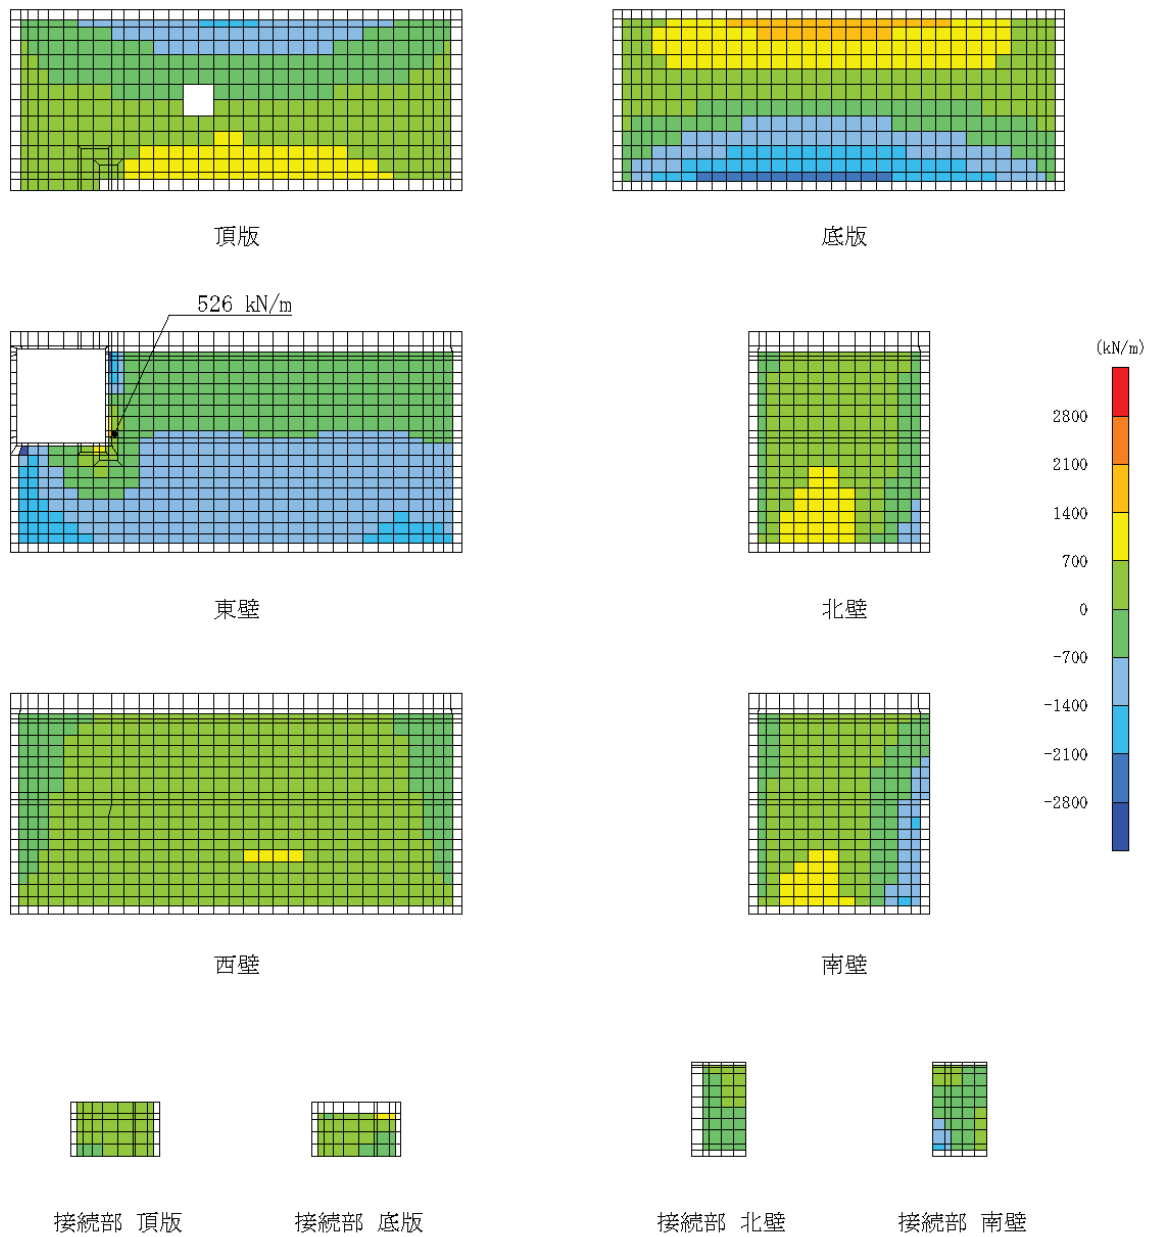 頂版
底版
526 kN/m
東壁
北壁
(kN/m)
2800
2100
1400
700
0
-700
-1400
-2100
-2800
西壁
南壁
接続部 頂版
接続部 底版
接続部 北壁
接続部 南壁